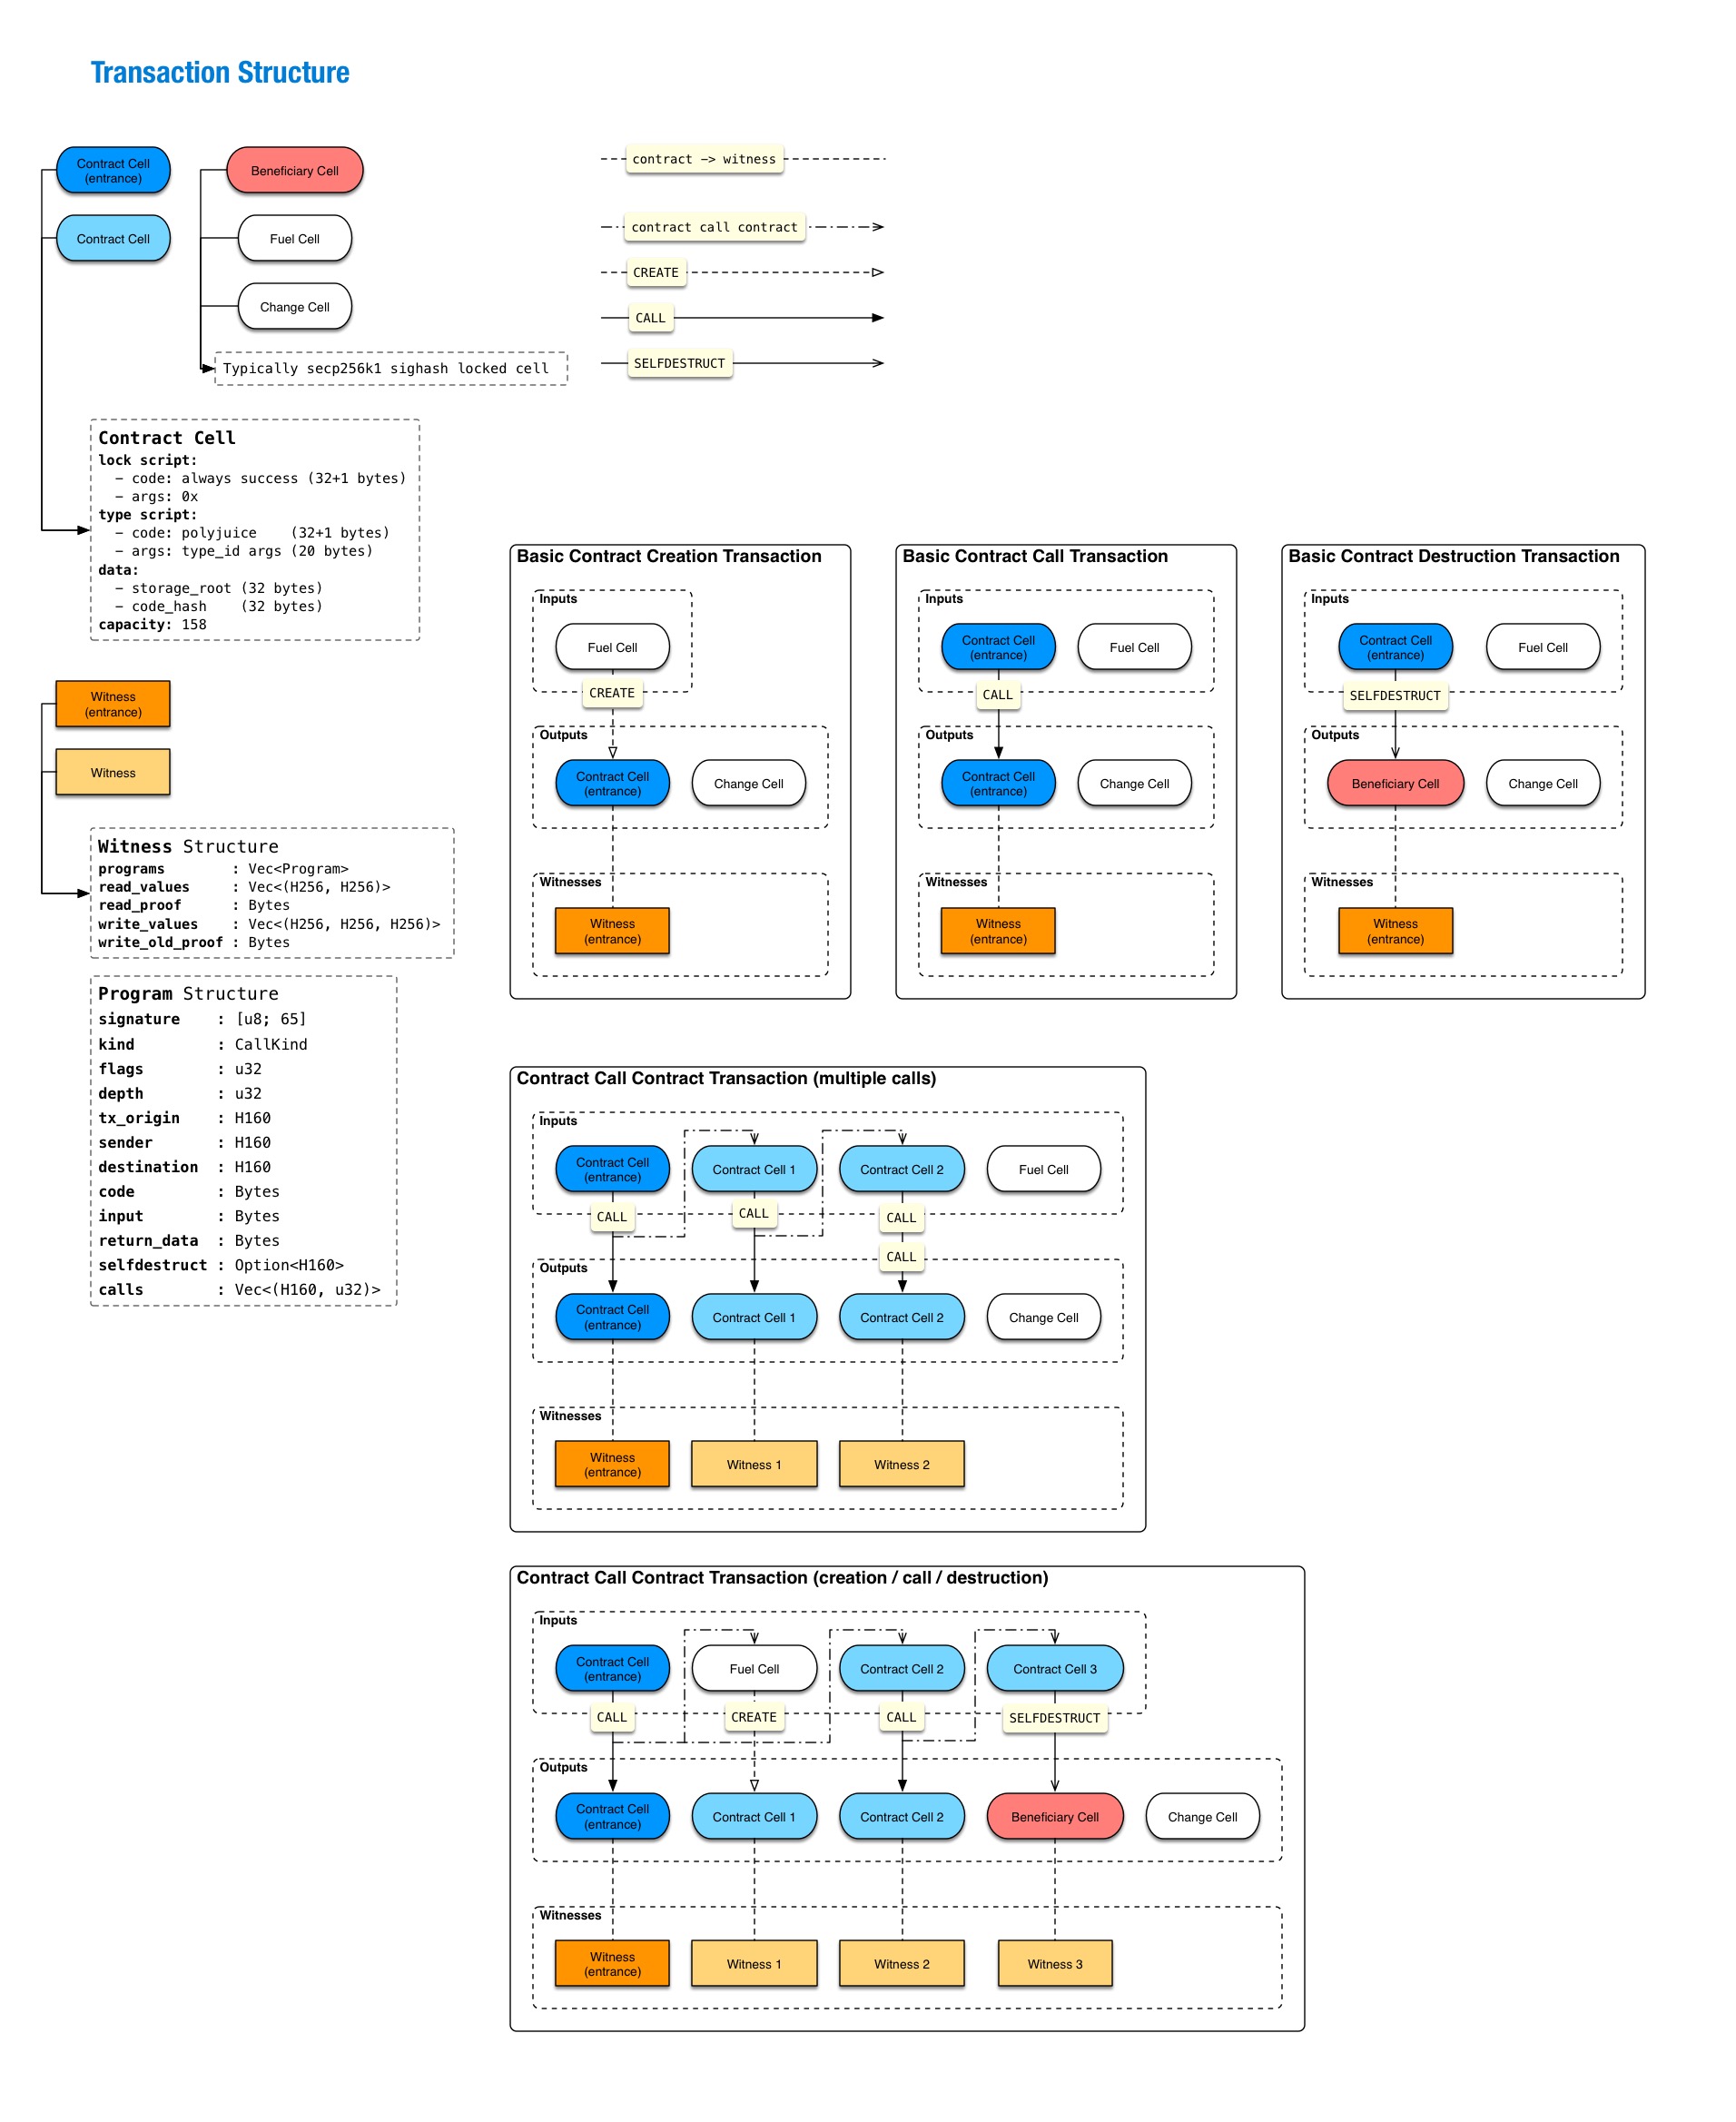 Transaction Structure
Contract Cell
(entrance)
Contract Cell
Beneficiary Cell
Fuel Cell
Change Cell
Typically secp256k1 sighash locked cell
contract -> witness
contract call contract
CREATE
CALL
SELFDESTRUCT
Contract Cell
lock script:
- code: always success (32+1 bytes)
- args: 0x
type script:
- code: polyjuice (32+1 bytes)
- args: type_id args (20 bytes)
data:
- storage_root (32 bytes)
- code_hash (32 bytes)
capacity: 158
Witness
(entrance)
Witness
Witness Structure
programs : Vec<Program>
read_values : Vec<(H256, H256)>
read_proof : Bytes
write_values : Vec<(H256, H256, H256)>
write_old_proof : Bytes
Program Structure
signature : [u8; 65]
kind : CallKind
flags : u32
depth : u32
tx_origin : H160
sender : H160
destination : H160
code : Bytes
input : Bytes
return_data : Bytes
selfdestruct : Option<H160>
calls : Vec<(H160, u32)>
Basic Contract Creation Transaction
Inputs
Fuel Cell
CREATE
Outputs
Contract Cell
(entrance)
Change Cell
Witnesses
Witness
(entrance)
Basic Contract Call Transaction
Inputs
Contract Cell
(entrance)
Fuel Cell
CALL
Outputs
Contract Cell
(entrance)
Change Cell
Witnesses
Witness
(entrance)
Basic Contract Destruction Transaction
Inputs
Contract Cell
(entrance)
Fuel Cell
SELFDESTRUCT
Outputs
Beneficiary Cell
Change Cell
Witnesses
Witness
(entrance)
Contract Call Contract Transaction (multiple calls)
Inputs
Contract Cell
(entrance)
Contract Cell 1
Contract Cell 2
Fuel Cell
CALL
CALL
CALL
CALL
Outputs
Contract Cell
(entrance)
Contract Cell 1
Contract Cell 2
Change Cell
Witnesses
Witness
(entrance)
Witness 1
Witness 2
Contract Call Contract Transaction (creation / call / destruction)
Inputs
Contract Cell
(entrance)
Fuel Cell
Contract Cell 2
Contract Cell 3
CALL
CREATE
CALL
SELFDESTRUCT
Outputs
Contract Cell
(entrance)
Contract Cell 1
Contract Cell 2
Beneficiary Cell
Change Cell
Witnesses
Witness
(entrance)
Witness 1
Witness 2
Witness 3